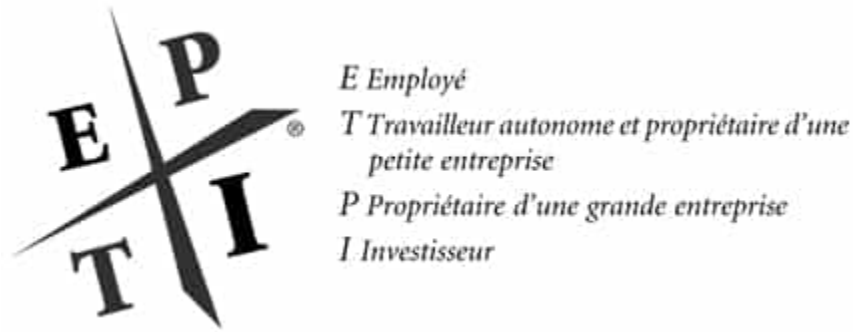 E P
T I
®
E Employé
T Travailleur autonome et propriétaire d'une
petite entreprise
P Propriétaire d'une grande entreprise
I Investisseur